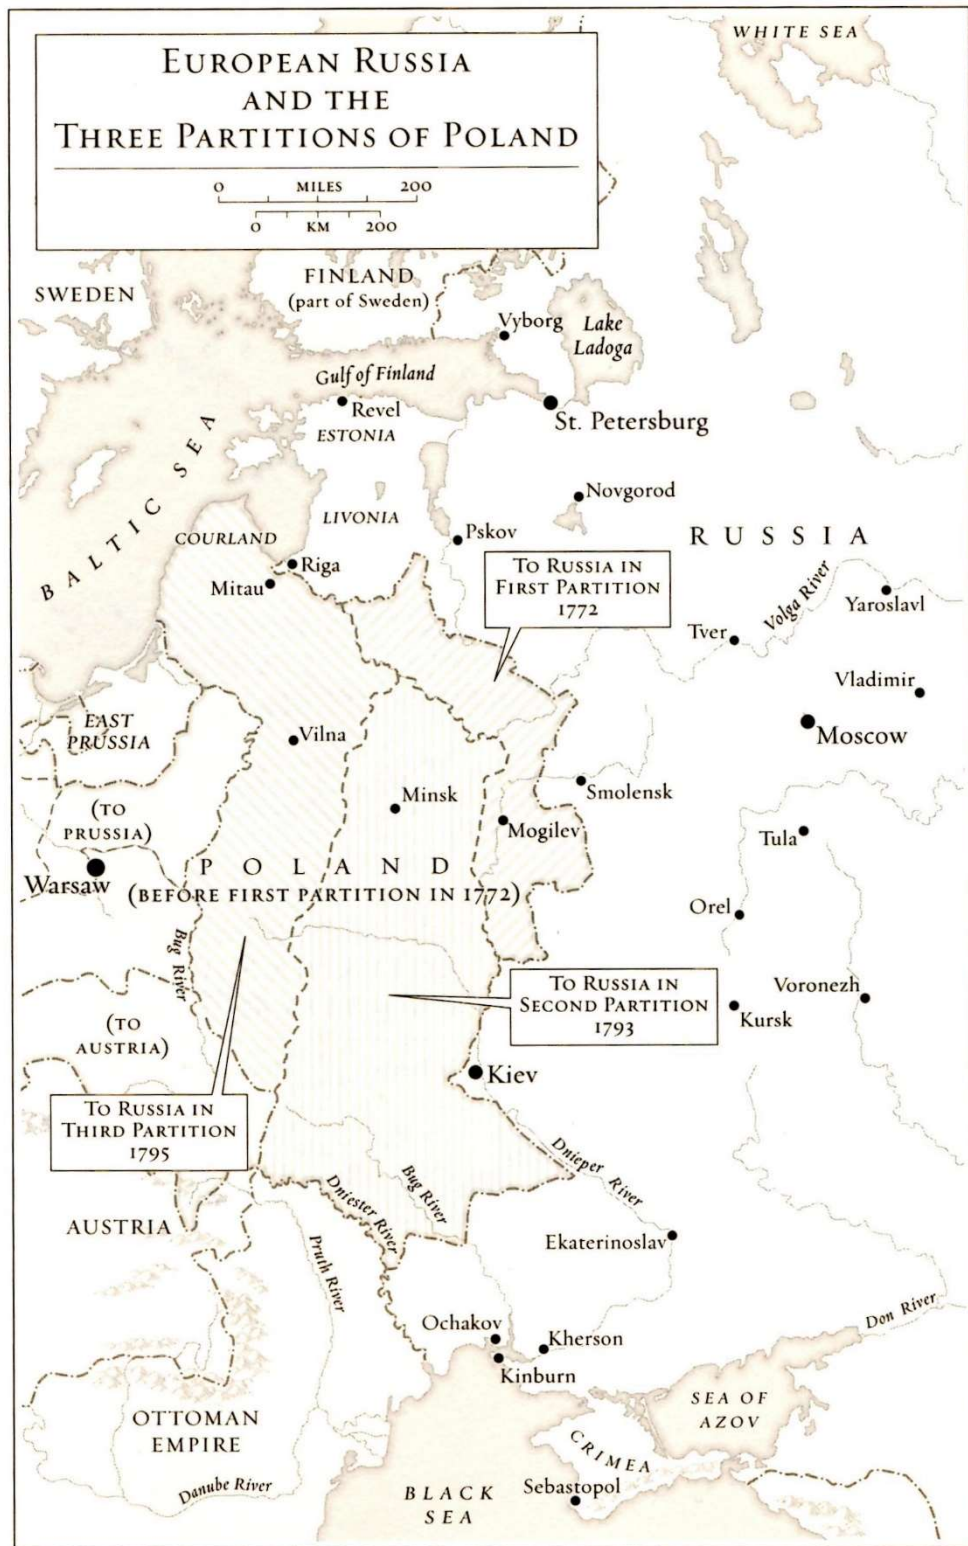 EUROPEAN RUSSIA
AND THE
THREE PARTITIONS OF POLAND
0 MILES 200
0 KM 200
WHITE SEA
SWEDEN
FINLAND
(part of Sweden)
Vyborg
Lake
Ladoga
Gulf of Finland
Revel
ESTONIA
St. Petersburg
BALTIC SEA
Novgorod
LIVONIA
Pskov
RUSSIA
COURLAND
Riga
Mitau
TO RUSSIA IN
FIRST PARTITION
1772
Volga River
Yaroslavl
Tver
Vladimir
EAST
PRUSSIA
Vilna
Moscow
Minsk
Smolensk
(TO
PRUSSIA)
Mogilev
Tula
Warsaw
POLAND
(BEFORE FIRST PARTITION IN 1772)
Orel
Bug River
TO RUSSIA IN
SECOND PARTITION
1793
Voronezh
Kursk
(TO
AUSTRIA)
Kiev
TO RUSSIA IN
THIRD PARTITION
1795
Dnieper River
Bug River
Dniester River
AUSTRIA
Pruth River
Ekaterinoslav
Don River
Ochakov
Kherson
Kinburn
SEA OF
AZOV
OTTOMAN
EMPIRE
CRIMEA
Danube River
Sebastopol
BLACK
SEA